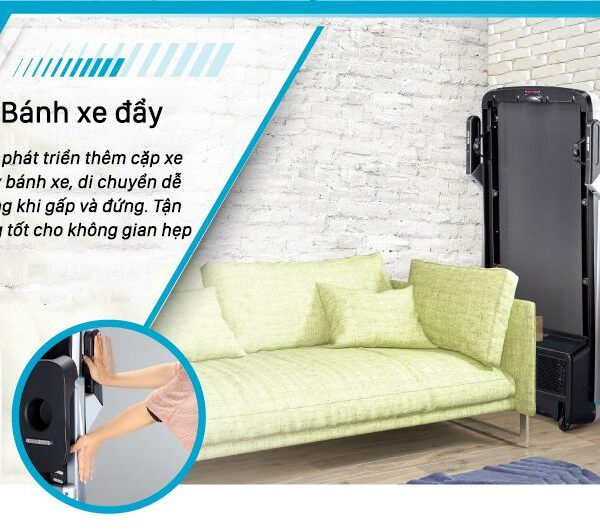 Bánh xe đẩy
phát triển thêm cặp xe
bánh xe, di chuyển dễ
khi gấp và đứng. Tận
tốt cho không gian hẹp